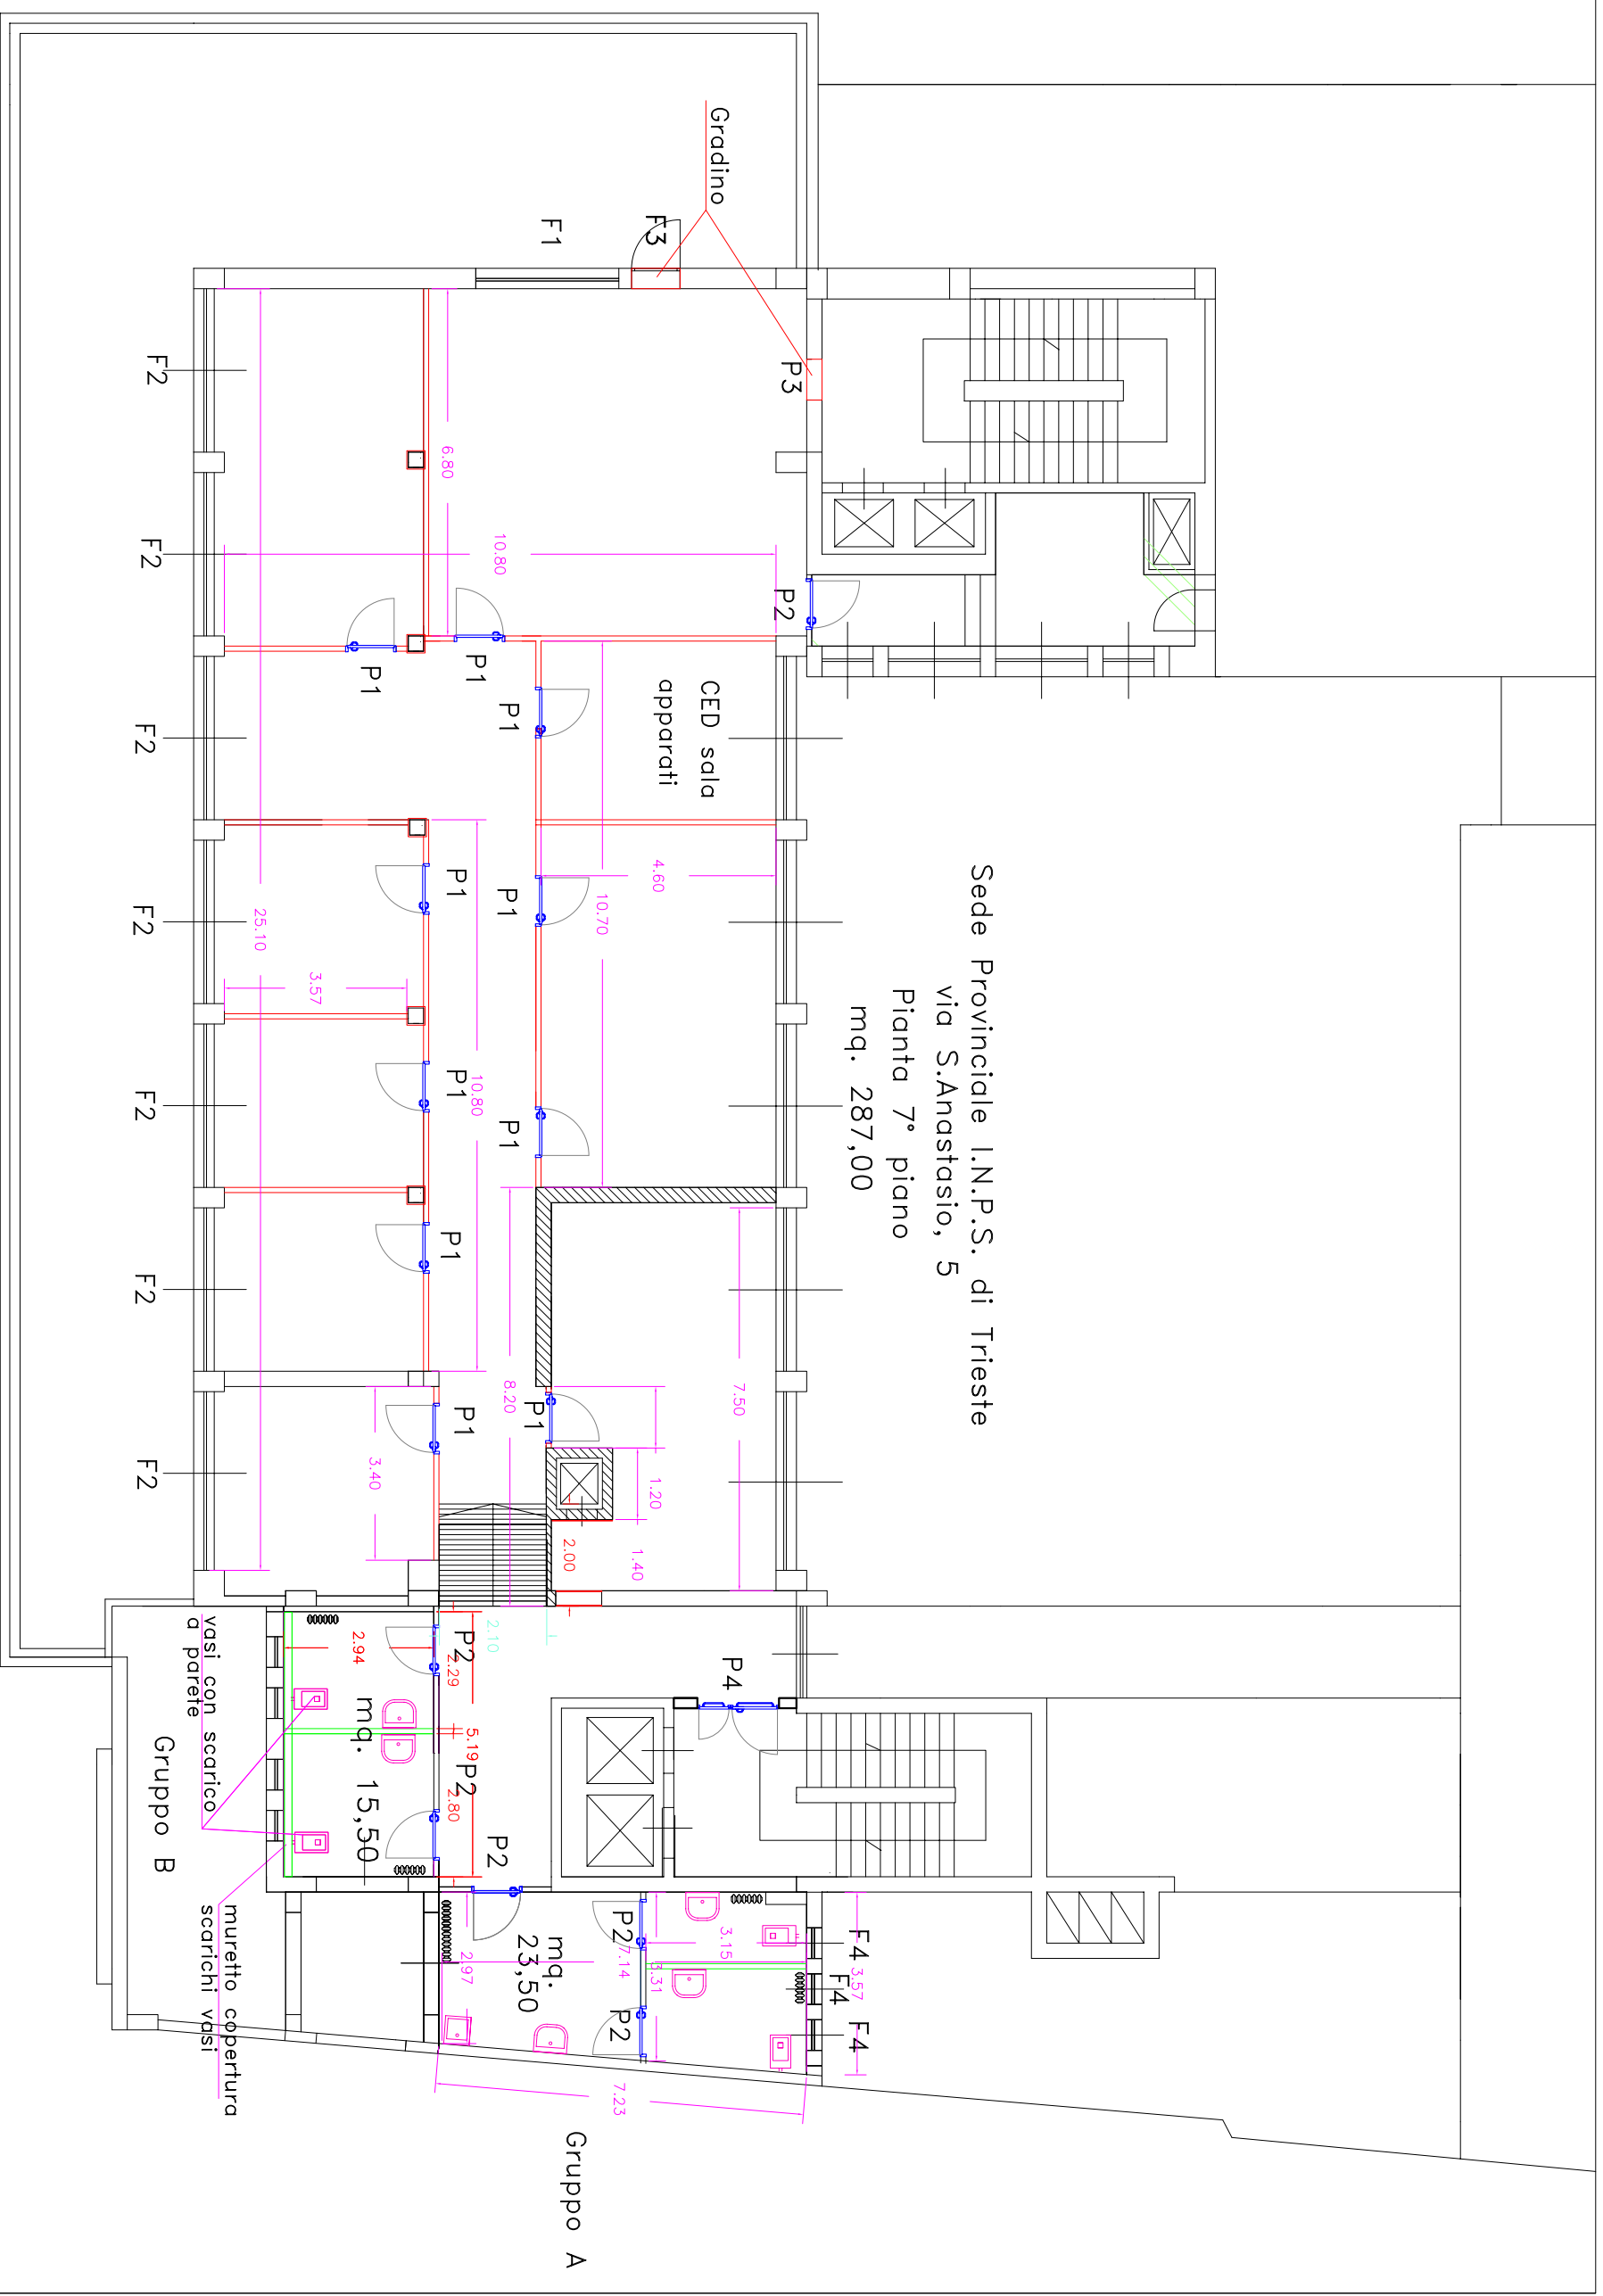 Sede Provinciale I.N.P.S. di Trieste
via S.Anastasio, 5
Pianta 7° piano
mq. 287,00
Gradino
F3
F1
P3
P2
CED sala
apparati
P1
P1
P1
P1
P1
P1
P1
P1
P1
P1
F2
F2
F2
F2
F2
F2
F2
6.80
10.80
4.60
10.70
25.10
3.57
10.80
8.20
7.50
3.40
1.20
1.40
2.00
2.10
P4
P2
2.29
2.94
5.19
P2
2.80
mq. 15,50
P2
vasi con scarico
a parete
Gruppo B
muretto copertura
scarichi vasi
mq.
23,50
2.97
P2
7.14
P2
3.15
3.31
F4
F4
F4
3.57
7.23
Gruppo A